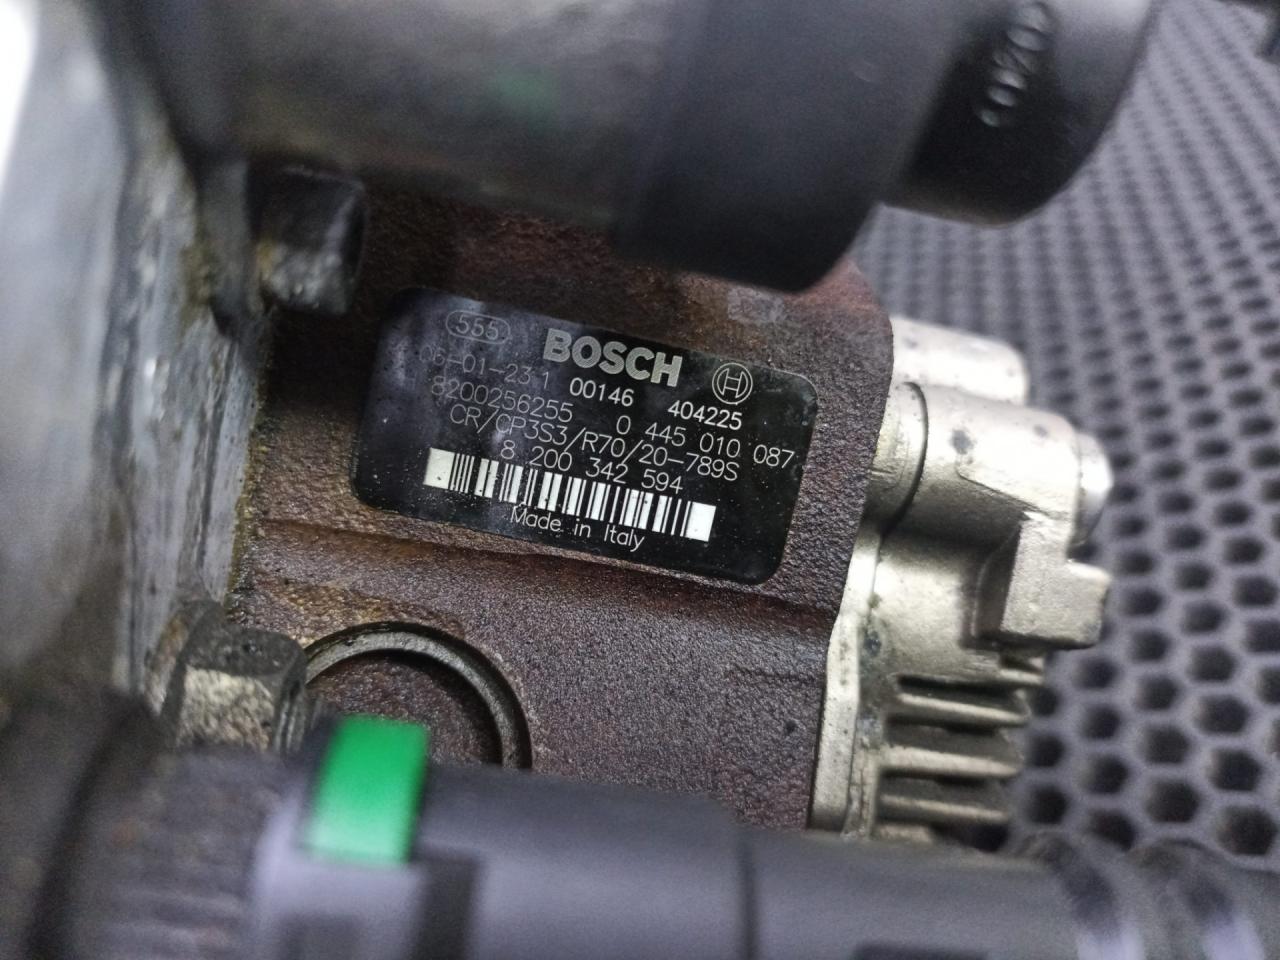 555 BOSCH
06-01-23.1 00146 404225
8200256255 0 445 010 087
CR/CP3S3/R70/20-789S
8 200 342 594
Made in Italy